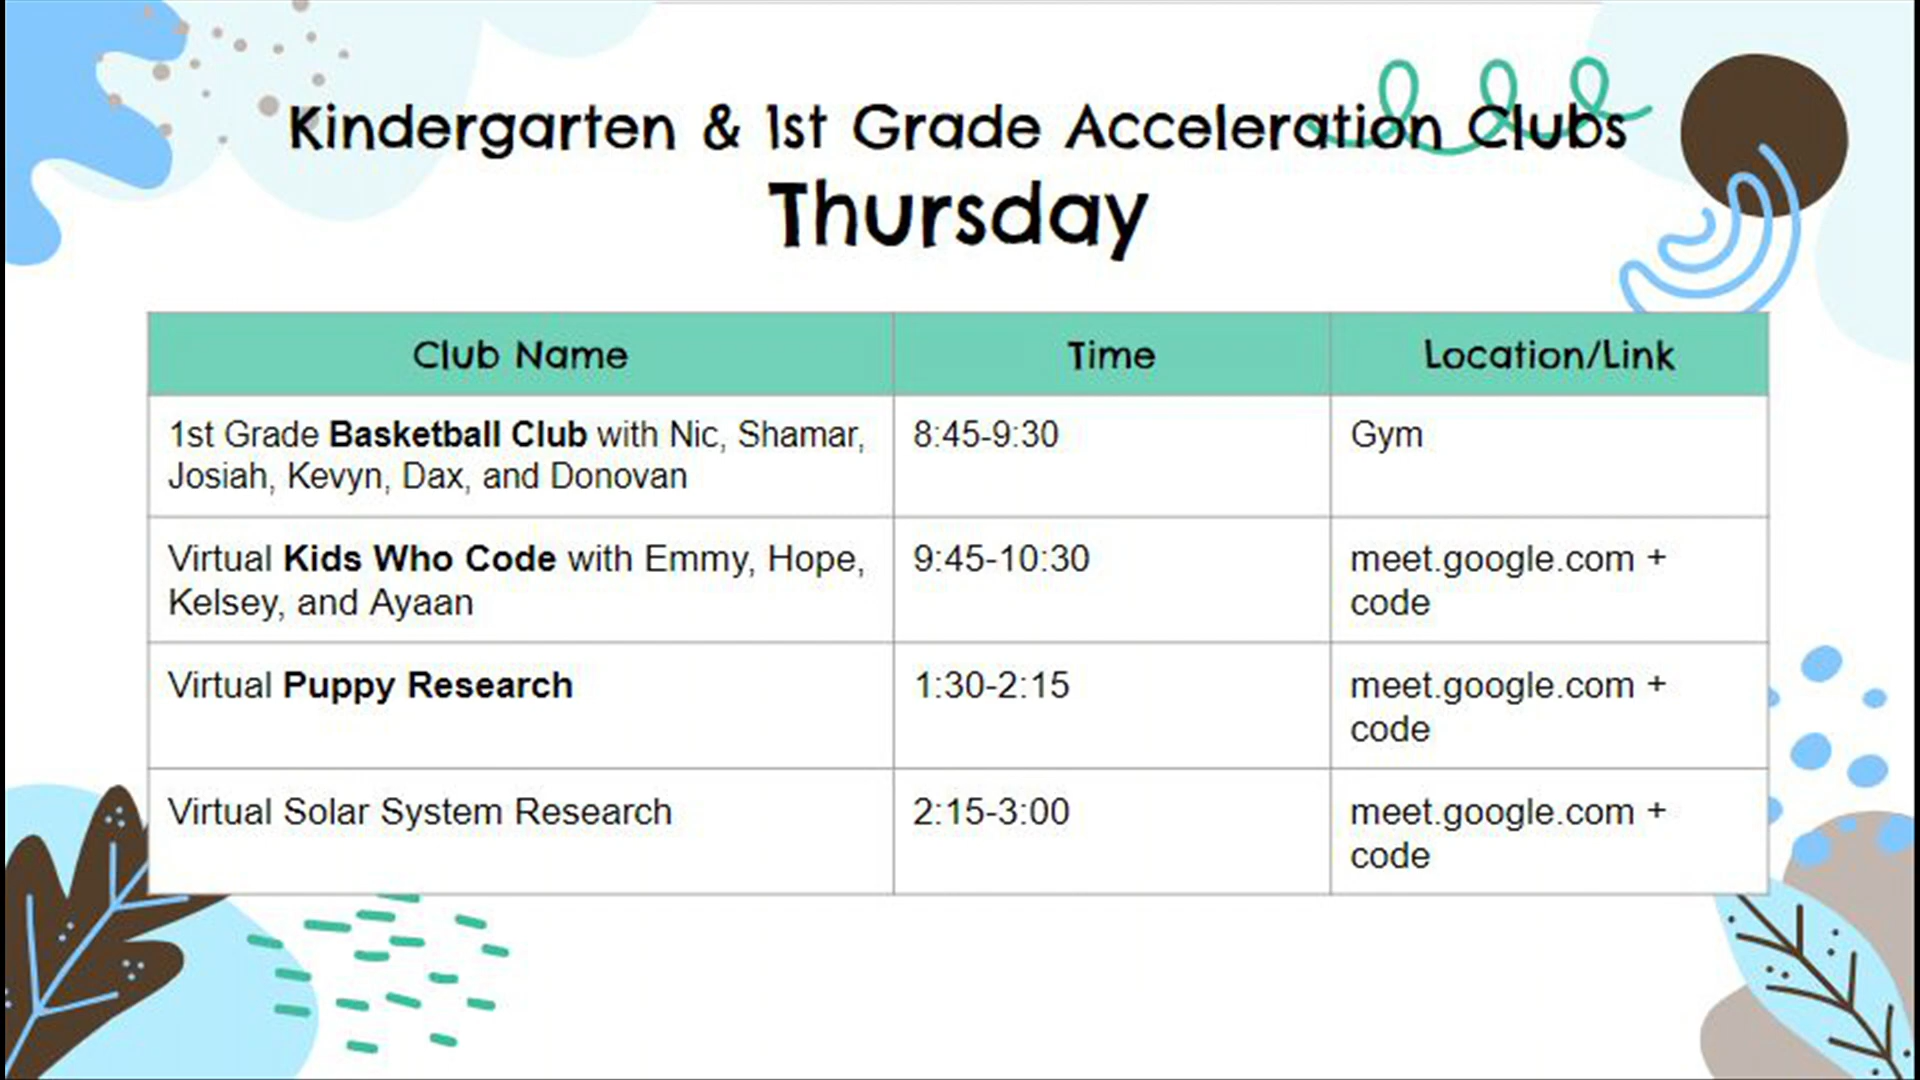 Kindergarten & 1st Grade Acceleration Clubs
Thursday
Club Name
Time
Location/Link
1st Grade Basketball Club with Nic, Shamar,
Josiah, Kevyn, Dax, and Donovan
8:45-9:30
Gym
Virtual Kids Who Code with Emmy, Hope,
Kelsey, and Ayaan
9:45-10:30
meet.google.com +
code
Virtual Puppy Research
1:30-2:15
meet.google.com +
code
Virtual Solar System Research
2:15-3:00
meet.google.com +
code